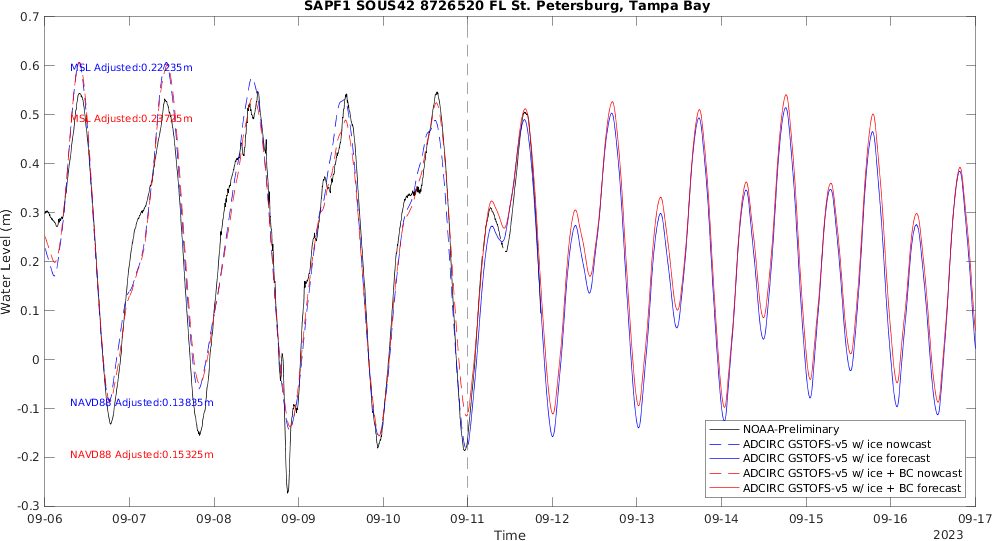 SAPF1 SOUS42 8726520 FL St. Petersburg, Tampa Bay
0.7
0.6
0.5
0.4
0.3
0.2
0.1
0
-0.1
-0.2
-0.3
Water Level (m)
MSL Adjusted:0.22235m
MSL Adjusted:0.23725m
NAVD88 Adjusted:0.13835m
NAVD88 Adjusted:0.15325m
NOAA-Preliminary
ADCIRC GSTOFS-v5 w/ ice nowcast
ADCIRC GSTOFS-v5 w/ ice forecast
ADCIRC GSTOFS-v5 w/ ice + BC nowcast
ADCIRC GSTOFS-v5 w/ ice + BC forecast
09-06 09-07 09-08 09-09 09-10 09-11 09-12 09-13 09-14 09-15 09-16 09-17
Time
2023